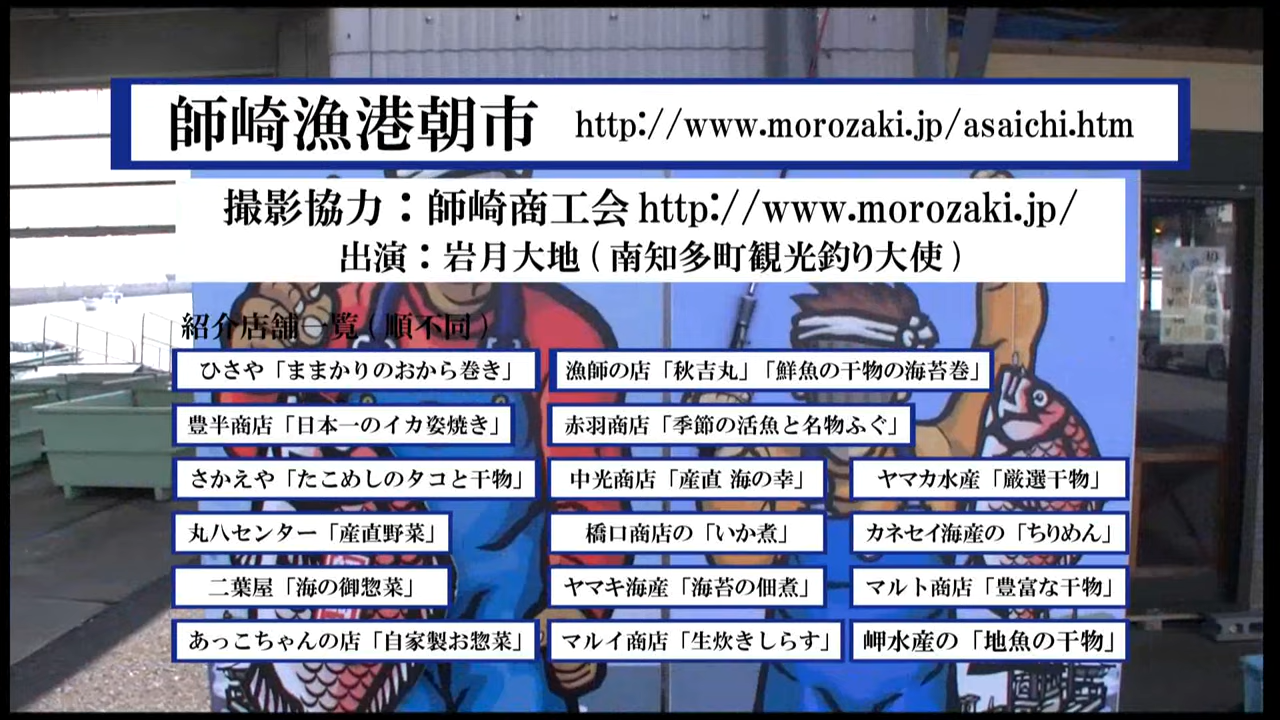 師崎漁港朝市 http://www.morozaki.jp/asaichi.htm
撮影協力：師崎商工会http://www.morozaki.jp/
出演：岩月大地(南知多町観光釣り大使)
紹介店舗一覧(順不同)
ひさや「ままかりのおから巻き」 漁師の店「秋吉丸」「鮮魚の干物の海苔巻」
豊半商店「日本一のイカ姿焼き」 赤羽商店「季節の活魚と名物ふぐ」
さかえや「たこめしのタコと干物」 中光商店「産直 海の幸」 ヤマカ水産「厳選干物」
丸八センター「産直野菜」 橋口商店の「いか煮」 カネセイ海産の「ちりめん」
二葉屋「海の御惣菜」 ヤマキ海産「海苔の佃煮」 マルト商店「豊富な干物」
あっこちゃんの店「自家製お惣菜」 マルイ商店「生炊きしらす」 岬水産の「地魚の干物」